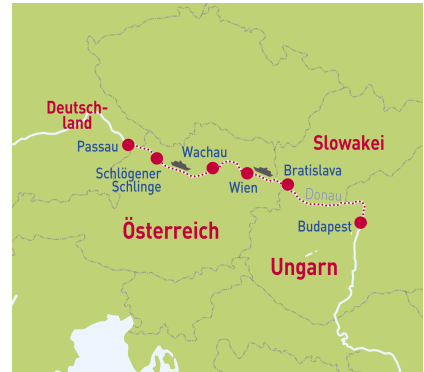 Deutsch-
land
Passau
Schlögener
Schlinge
Wachau
Wien
Slowakei
Bratislava
Donau
Budapest
Österreich
Ungarn